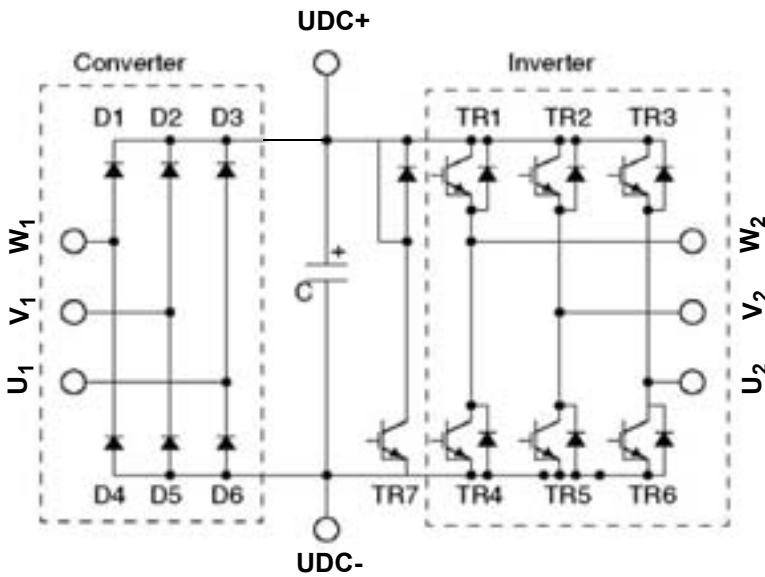 UDC+
Converter
Inverter
D1 D2 D3
TR1 TR2 TR3
W1
W2
+
C
V1
V2
U1
U2
D4 D5 D6
TR7 TR4 TR5 TR6
UDC-